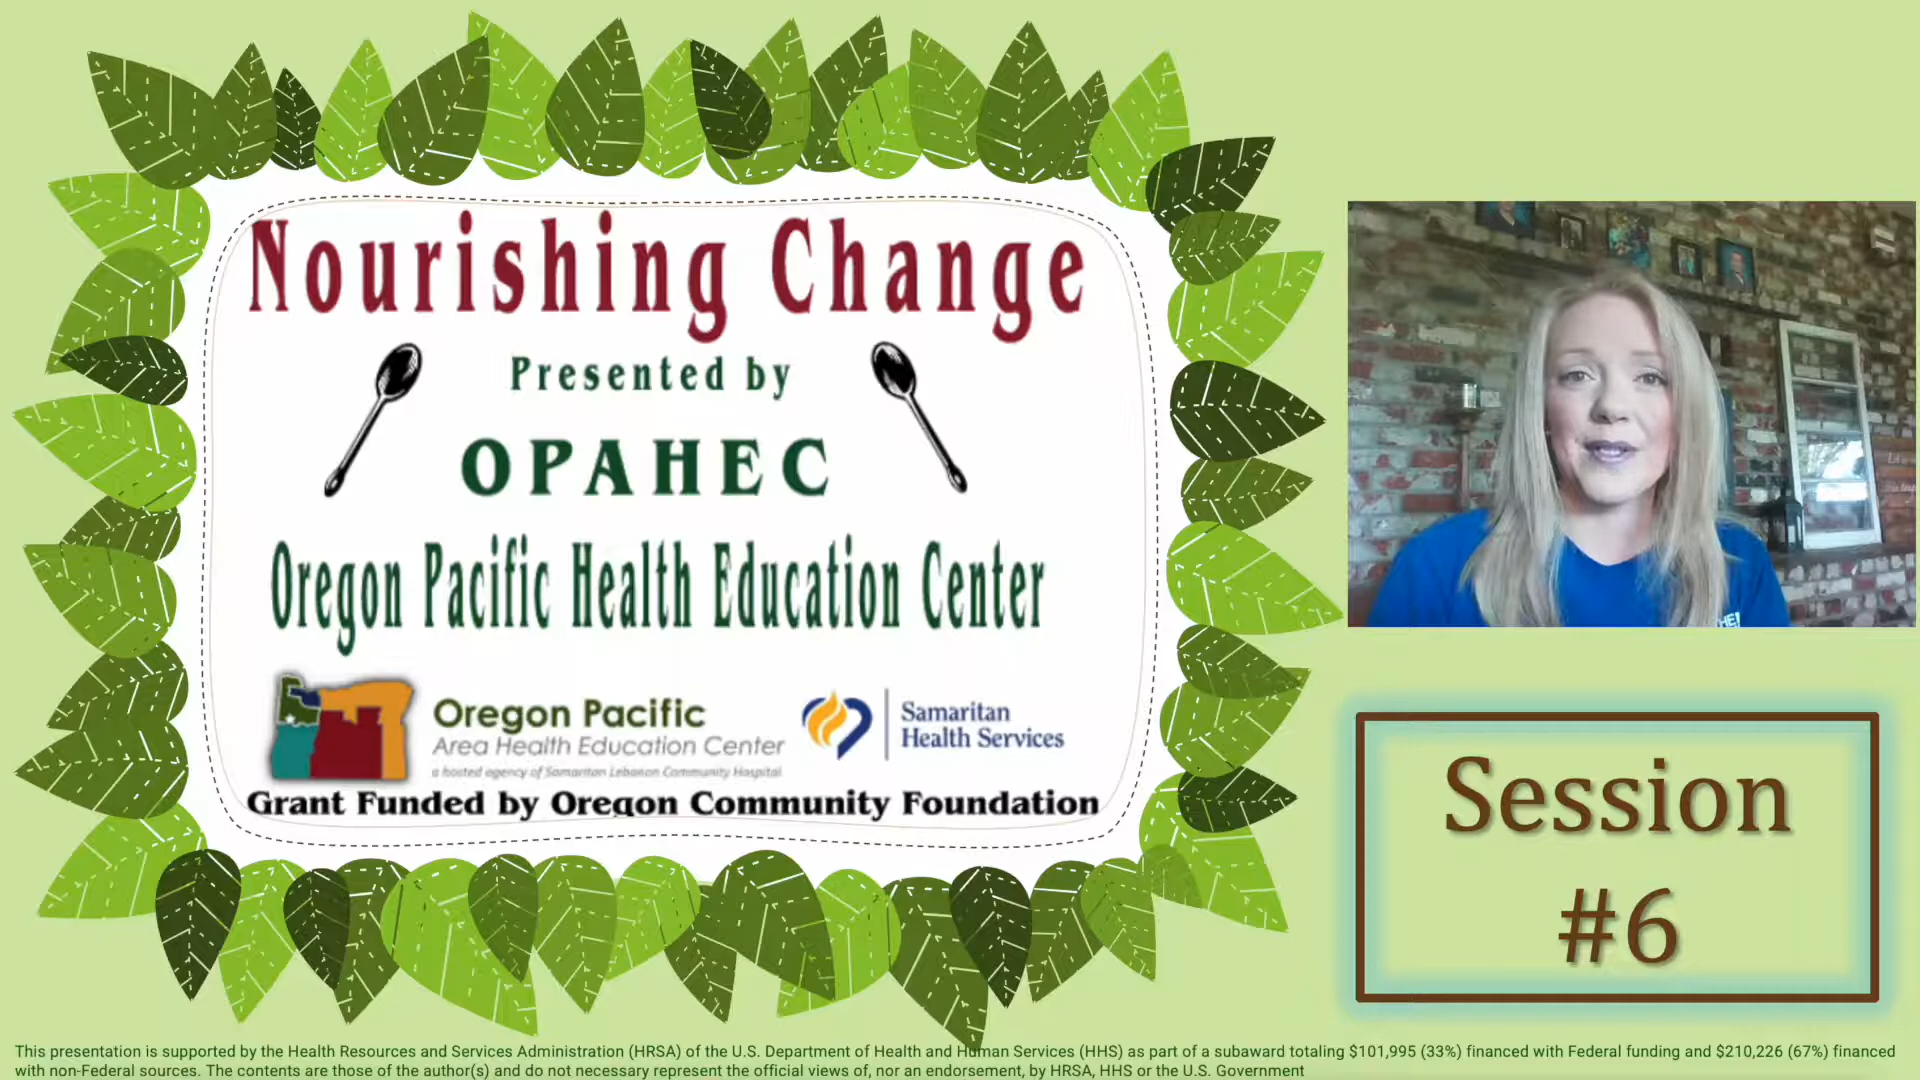 Nourishing Change
Presented by
OPAHEC
Oregon Pacific Health Education Center
Oregon Pacific
Area Health Education Center
a hosted agency of Samaritan Lebanon Community Hospital
Samaritan
Health Services
Grant Funded by Oregon Community Foundation
Session
#6
This presentation is supported by the Health Resources and Services Administration (HRSA) of the U.S. Department of Health and Human Services (HHS) as part of a subaward totaling $101,995 (33%) financed with Federal funding and $210,226 (67%) financed
with non-Federal sources. The contents are those of the author(s) and do not necessary represent the official views of, nor an endorsement, by HRSA, HHS or the U.S. Government